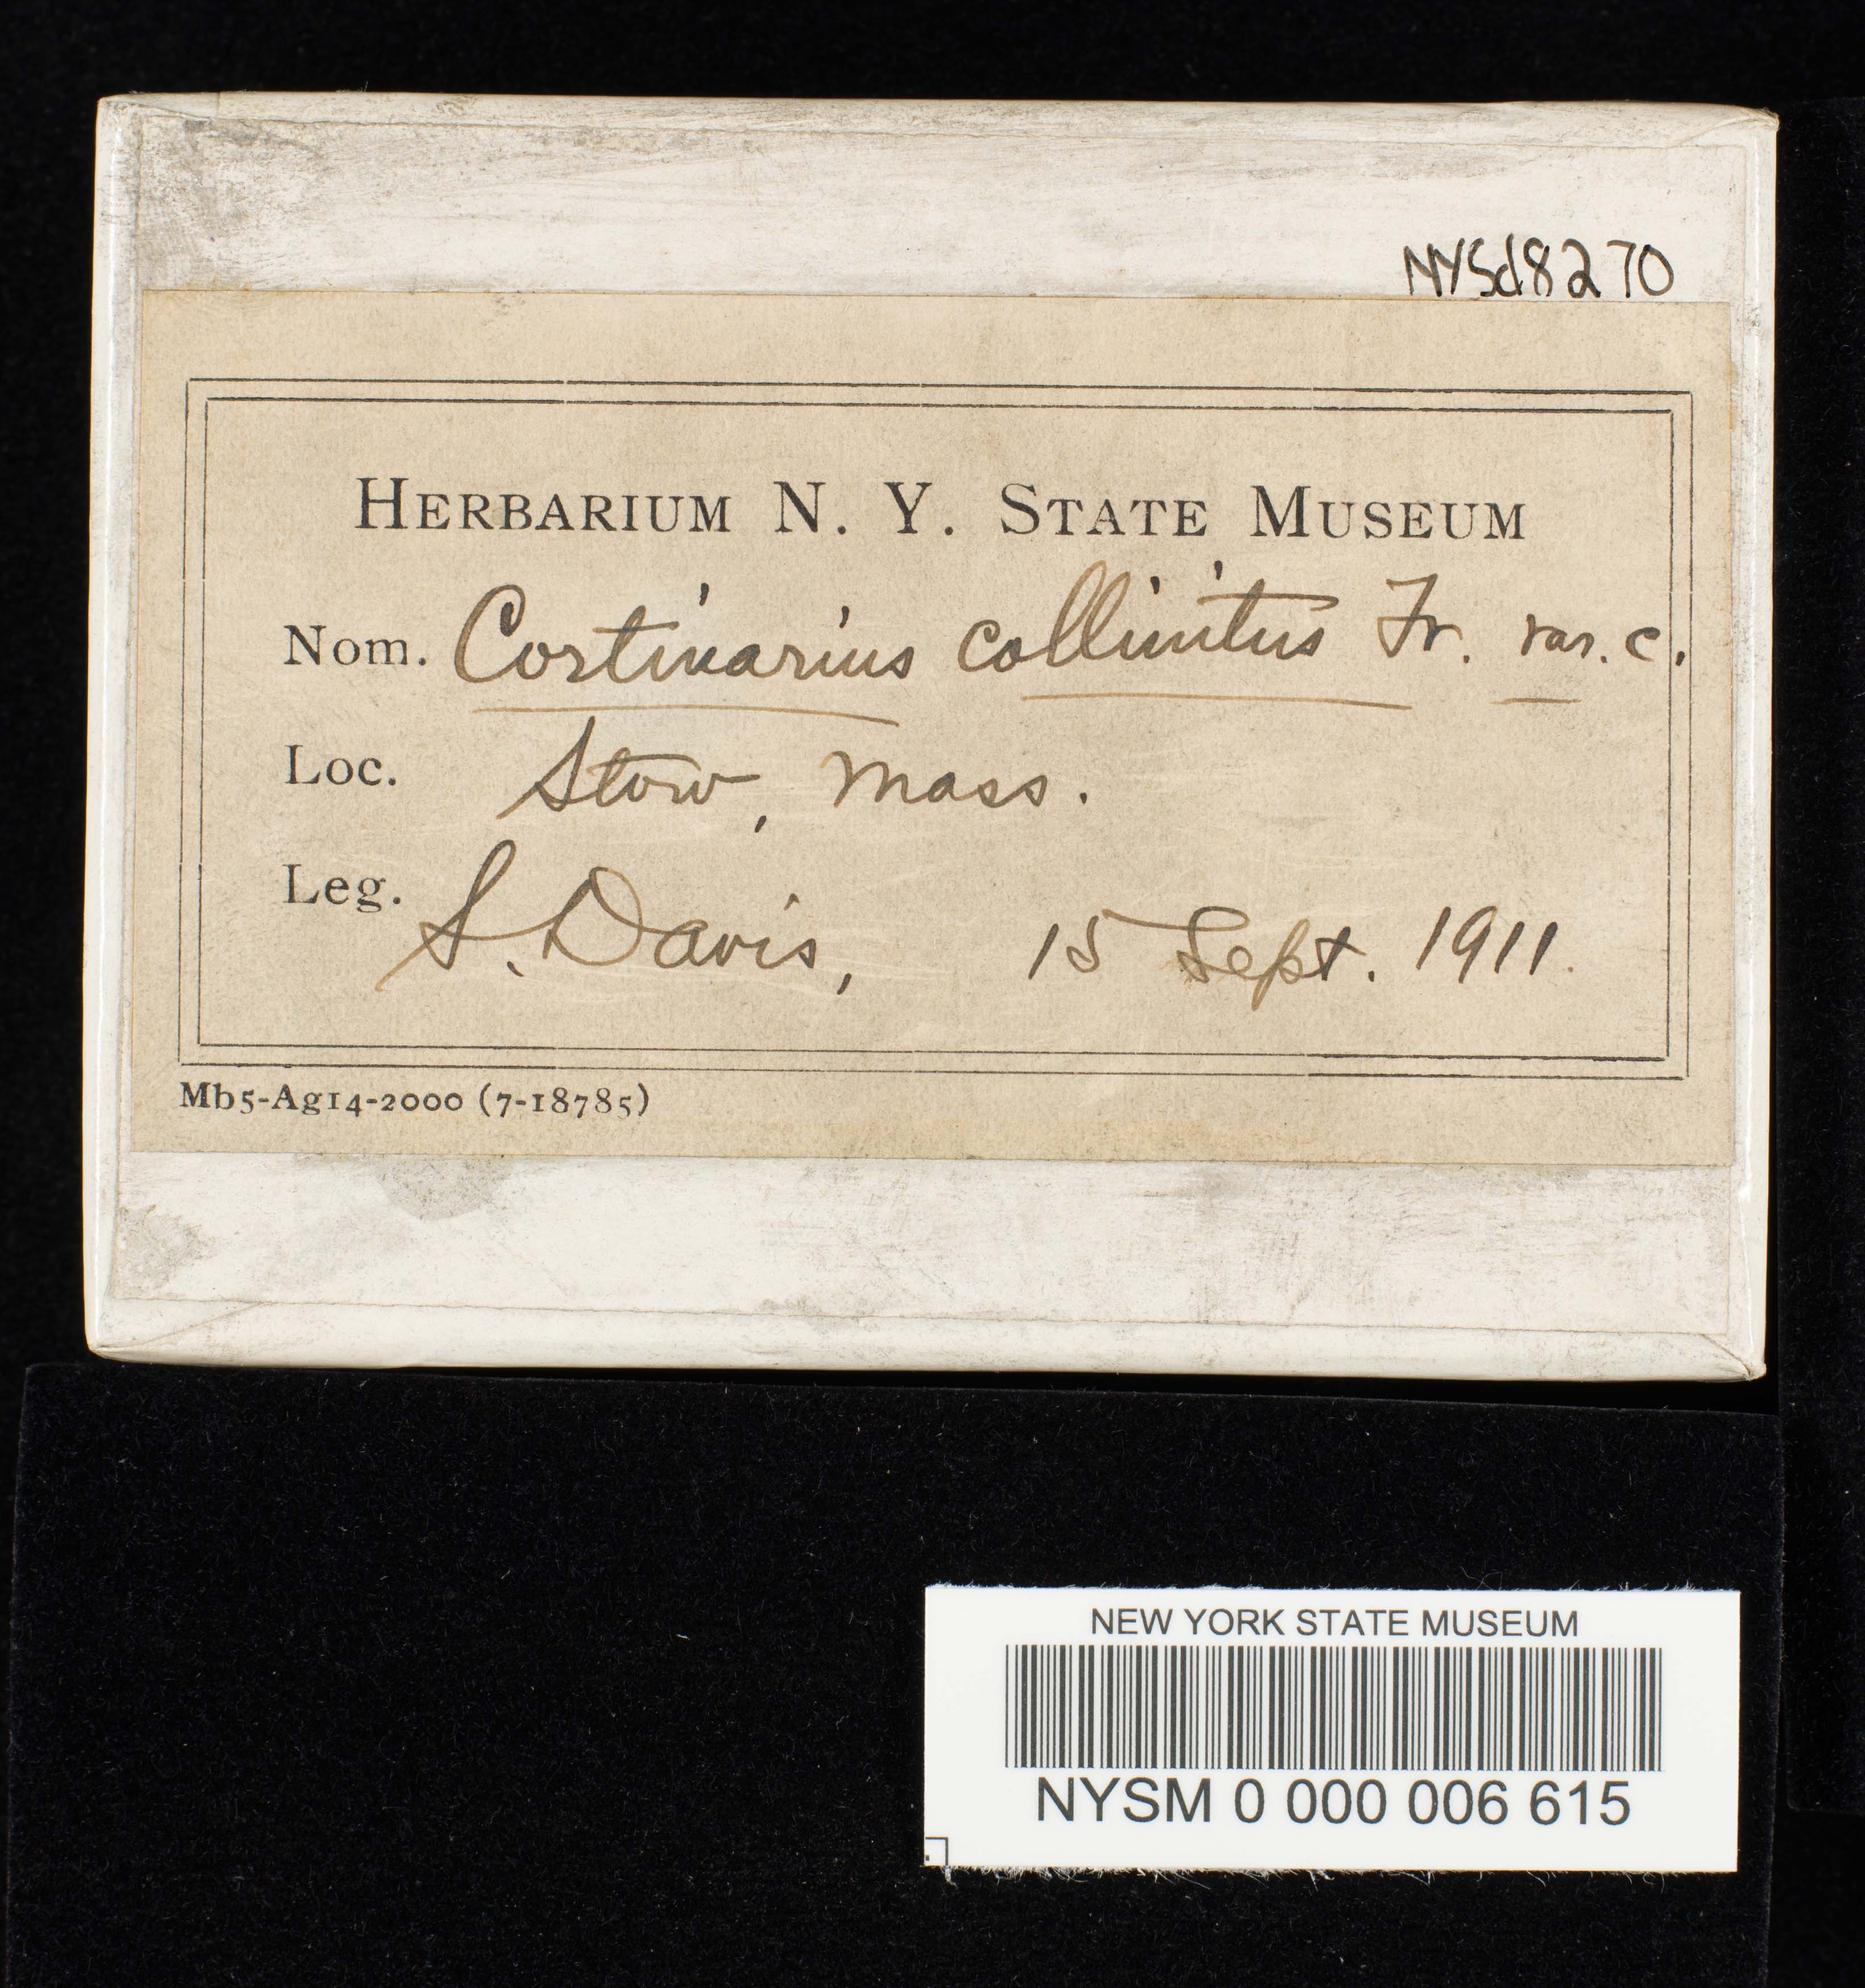 NYSd8270
HERBARIUM N. Y. STATE MUSEUM
Nom. Cortinarius collinitus Fr. var. c.
Loc. Stow, Mass.
Leg. S. Davis, 15 Sept. 1911.
Mb5-Ag14-2000 (7-18785)
NEW YORK STATE MUSEUM
NYSM 0 000 006 615